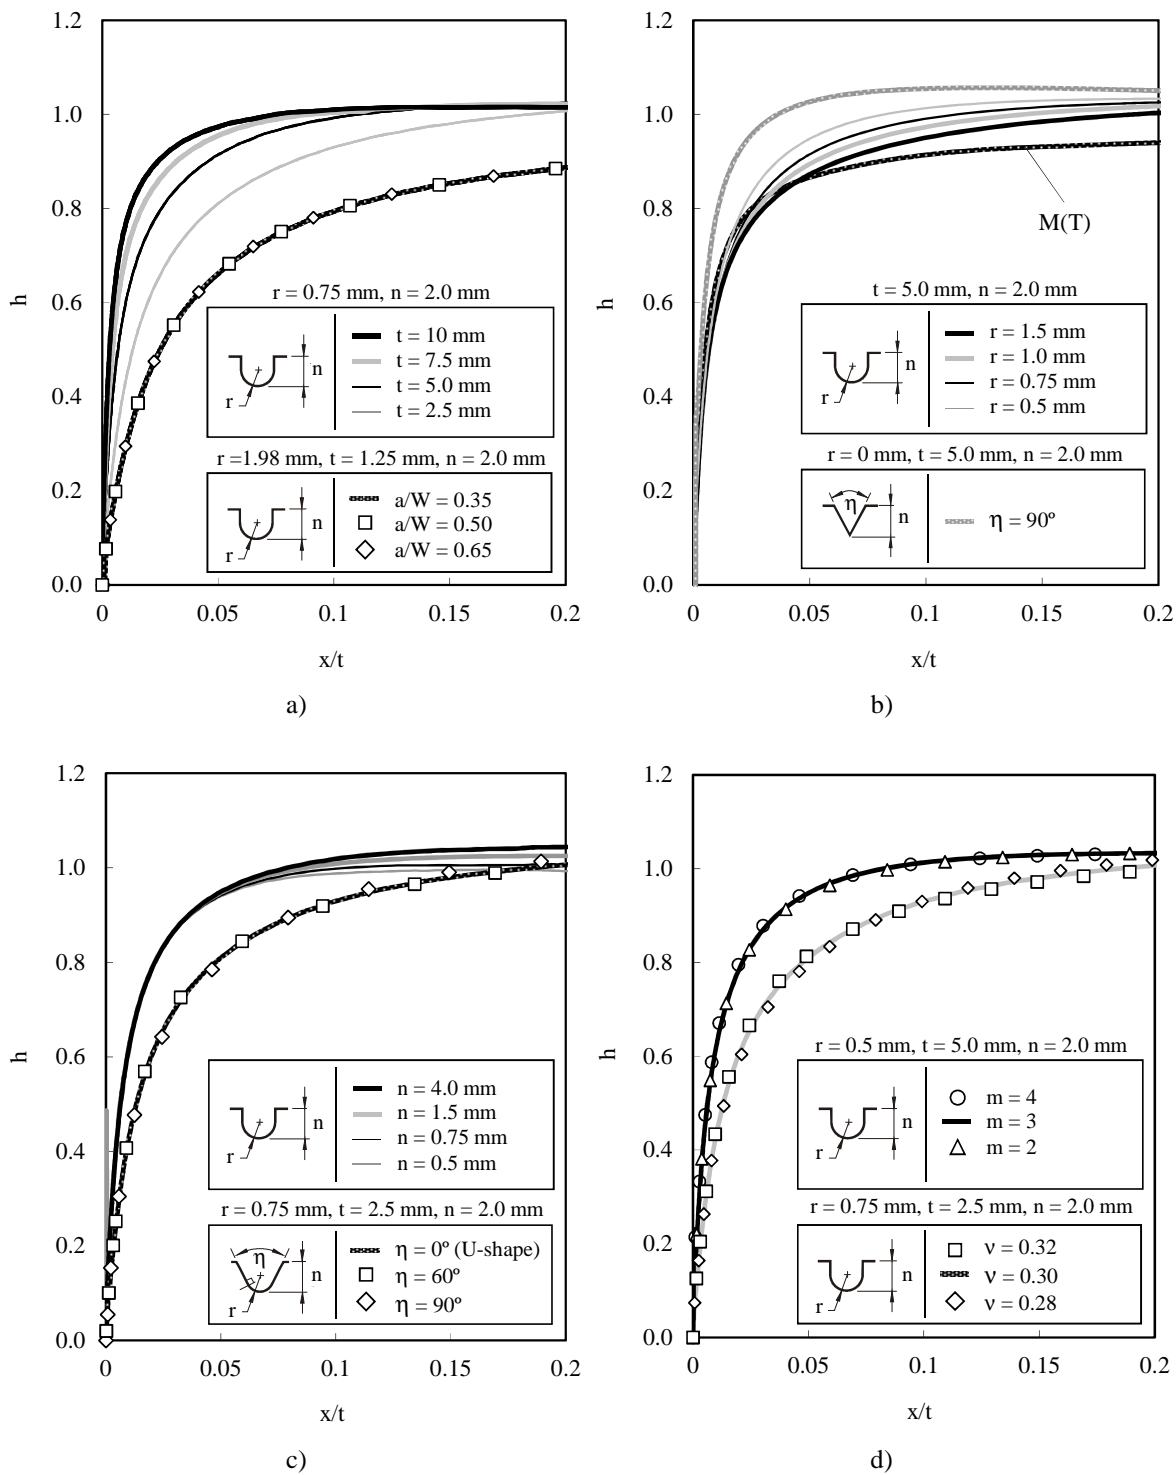 1.2
1.0
0.8
0.6
0.4
0.2
0.0
h
0 0.05 0.1 0.15 0.2
x/t
r = 0.75 mm, n = 2.0 mm
n
r
t = 10 mm
t = 7.5 mm
t = 5.0 mm
t = 2.5 mm
r =1.98 mm, t = 1.25 mm, n = 2.0 mm
n
r
a/W = 0.35
a/W = 0.50
a/W = 0.65
a)
1.2
1.0
0.8
0.6
0.4
0.2
0.0
h
0 0.05 0.1 0.15 0.2
x/t
M(T)
t = 5.0 mm, n = 2.0 mm
n
r
r = 1.5 mm
r = 1.0 mm
r = 0.75 mm
r = 0.5 mm
r = 0 mm, t = 5.0 mm, n = 2.0 mm
η
n
η = 90º
b)
1.2
1.0
0.8
0.6
0.4
0.2
0.0
h
0 0.05 0.1 0.15 0.2
x/t
n
r
n = 4.0 mm
n = 1.5 mm
n = 0.75 mm
n = 0.5 mm
r = 0.75 mm, t = 2.5 mm, n = 2.0 mm
η
n
r
η = 0º (U-shape)
η = 60º
η = 90º
c)
1.2
1.0
0.8
0.6
0.4
0.2
0.0
h
0 0.05 0.1 0.15 0.2
x/t
r = 0.5 mm, t = 5.0 mm, n = 2.0 mm
n
r
m = 4
m = 3
m = 2
r = 0.75 mm, t = 2.5 mm, n = 2.0 mm
n
r
ν = 0.32
ν = 0.30
ν = 0.28
d)